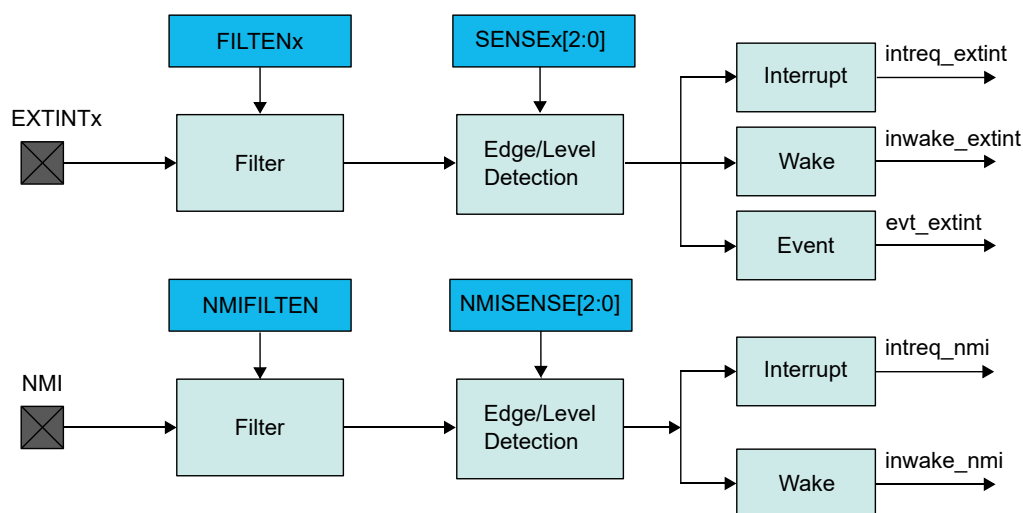 FILTENx
SENSEx[2:0]
EXTINTx
Filter
Edge/Level
Detection
Interrupt
intreq_extint
Wake
inwake_extint
Event
evt_extint
NMIFILTEN
NMISENSE[2:0]
NMI
Filter
Edge/Level
Detection
Interrupt
intreq_nmi
Wake
inwake_nmi